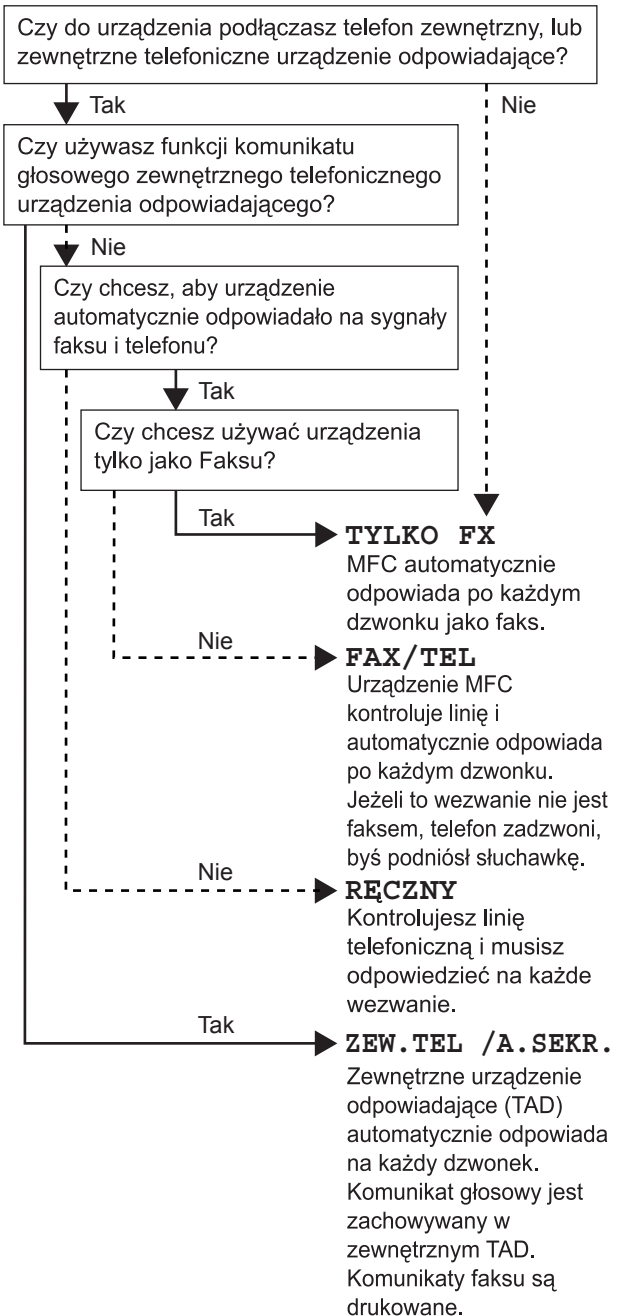 Czy do urządzenia podłączasz telefon zewnętrzny, lub
zewnętrzne telefoniczne urządzenie odpowiadające?
Tak
Nie
Czy używasz funkcji komunikatu
głosowego zewnętrznego telefonicznego
urządzenia odpowiadającego?
Nie
Czy chcesz, aby urządzenie
automatycznie odpowiadało na sygnały
faksu i telefonu?
Tak
Czy chcesz używać urządzenia
tylko jako Faksu?
Tak
TYLKO FX
MFC automatycznie
odpowiada po każdym
dzwonku jako faks.
Nie
FAX/TEL
Urządzenie MFC
kontroluje linię i
automatycznie odpowiada
po każdym dzwonku.
Jeżeli to wezwanie nie jest
faksem, telefon zadzwoni,
byś podniósł słuchawkę.
Nie
RĘCZNY
Kontrolujesz linię
telefoniczną i musisz
odpowiedzieć na każde
wezwanie.
Tak
ZEW.TEL /A.SEKR.
Zewnętrzne urządzenie
odpowiadające (TAD)
automatycznie odpowiada
na każdy dzwonek.
Komunikat głosowy jest
zachowywany w
zewnętrznym TAD.
Komunikaty faksu są
drukowane.